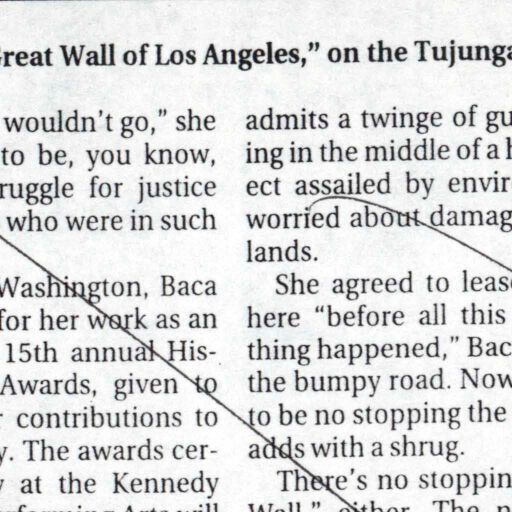 Great Wall of Los Angeles,” on the Tujunga
wouldn’t go,” she
to be, you know,
ruggle for justice
who were in such
Washington, Baca
for her work as an
15th annual His-
Awards, given to
contributions to
y. The awards cer-
y at the Kennedy
admits a twinge of gu
ing in the middle of a h
ect assailed by envir
worried about damag
lands.
She agreed to leas
here “before all this
thing happened,” Bac
the bumpy road. Now
to be no stopping the
adds with a shrug.
There’s no stoppin
Wall,” either. The